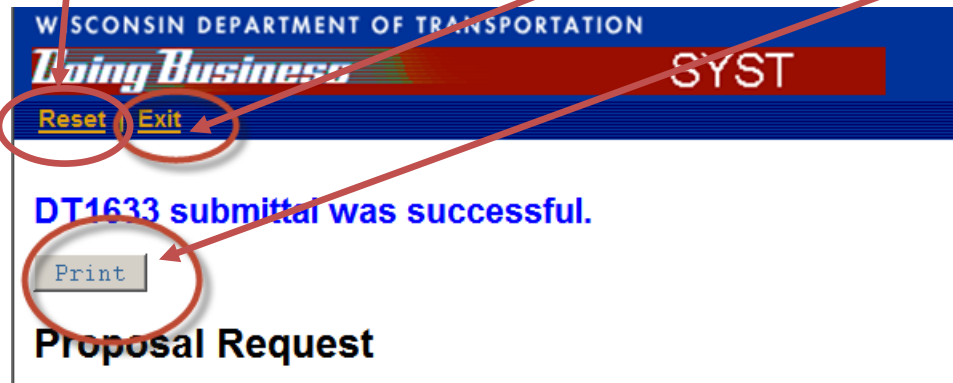 WISCONSIN DEPARTMENT OF TRANSPORTATION
Doing Business SYST
Reset | Exit
DT1633 submittal was successful.
Print
Proposal Request